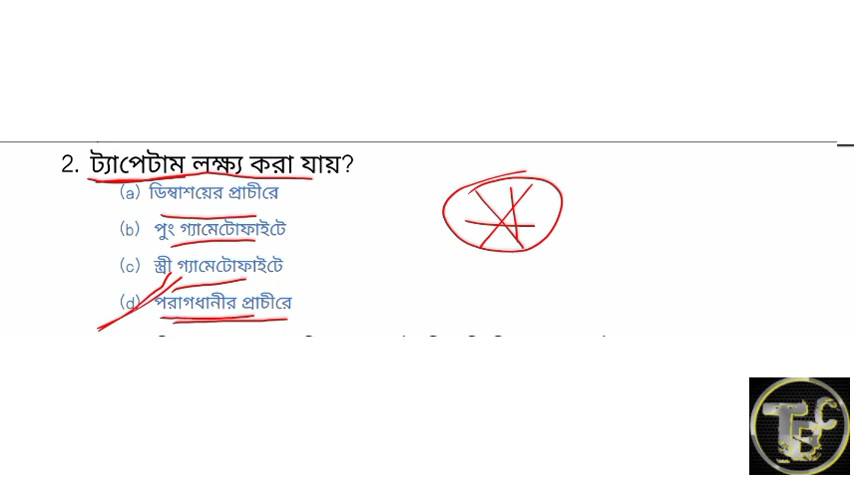 2. ট্যাপেটাম লক্ষ্য করা যায়?
(a) ডিম্বাশয়ের প্রাচীরে
(b) পুং গ্যামেটোফাইটে
(c) স্ত্রী গ্যামেটোফাইটে
(d) পরাগধানীর প্রাচীরে